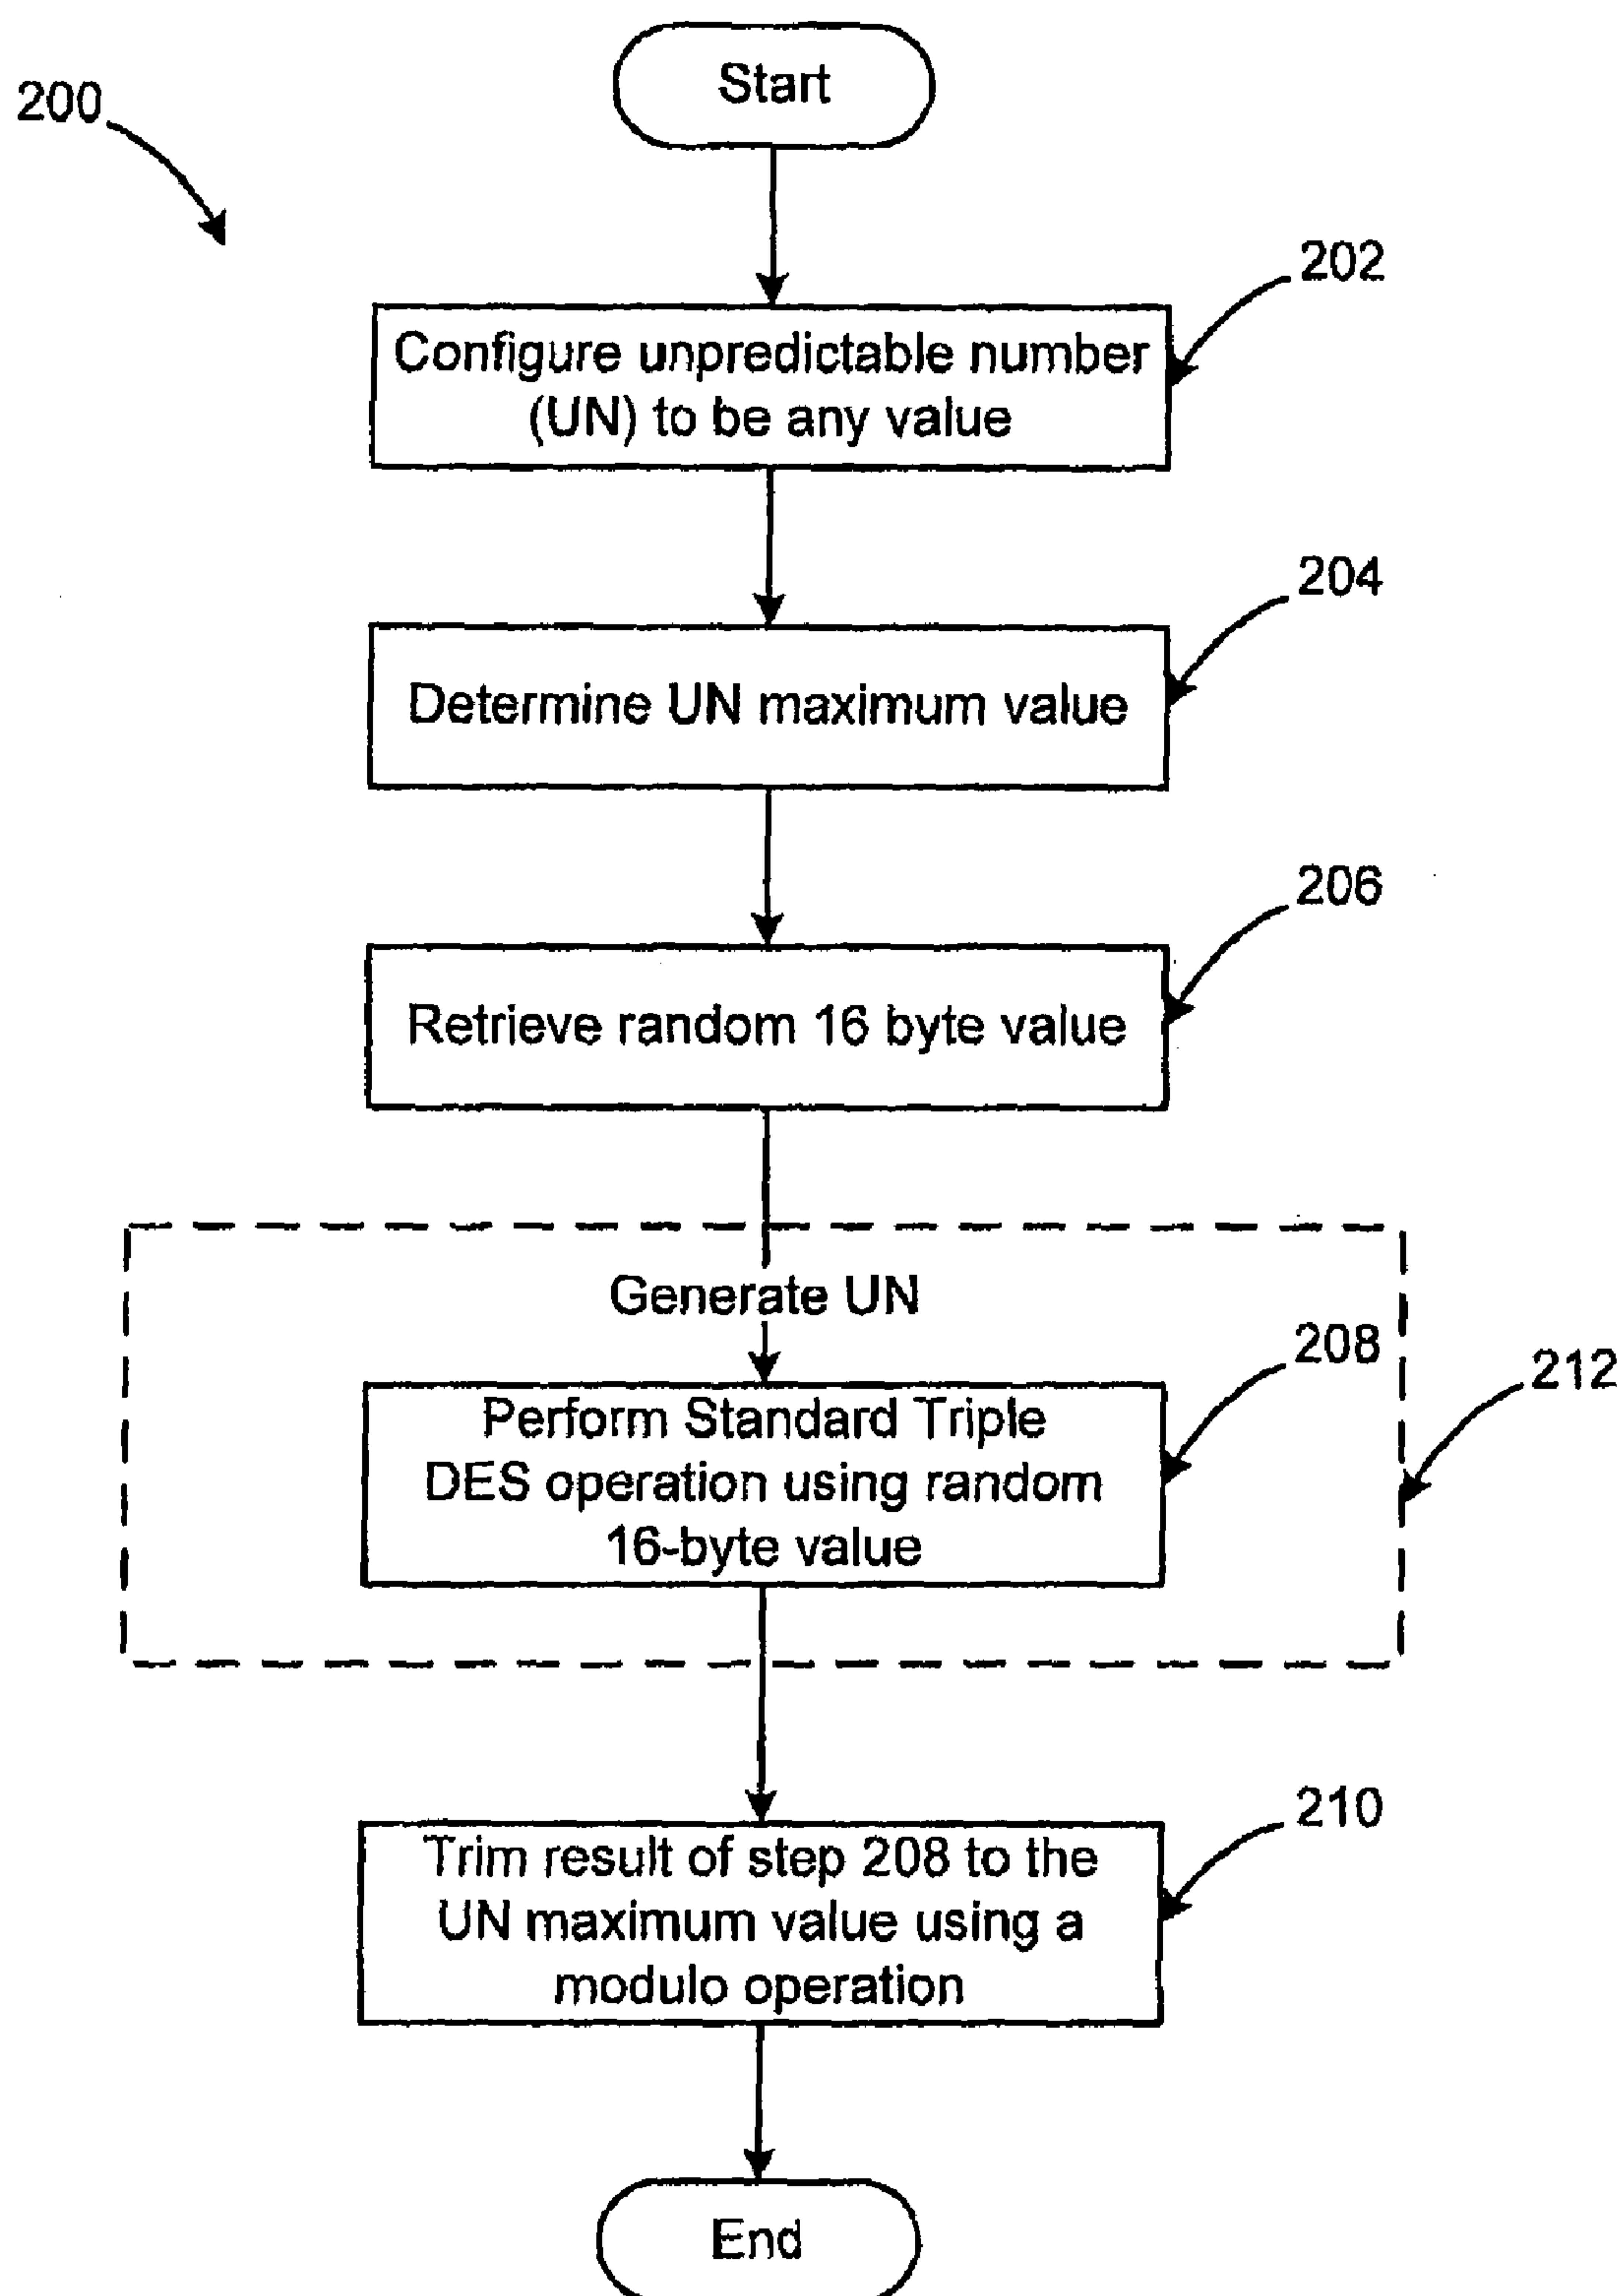 Start
200
202
Configure unpredictable number
(UN) to be any value
204
Determine UN maximum value
206
Retrieve random 16 byte value
Generate UN
208
212
Perform Standard Triple
DES operation using random
16-byte value
210
Trim result of step 208 to the
UN maximum value using a
modulo operation
End